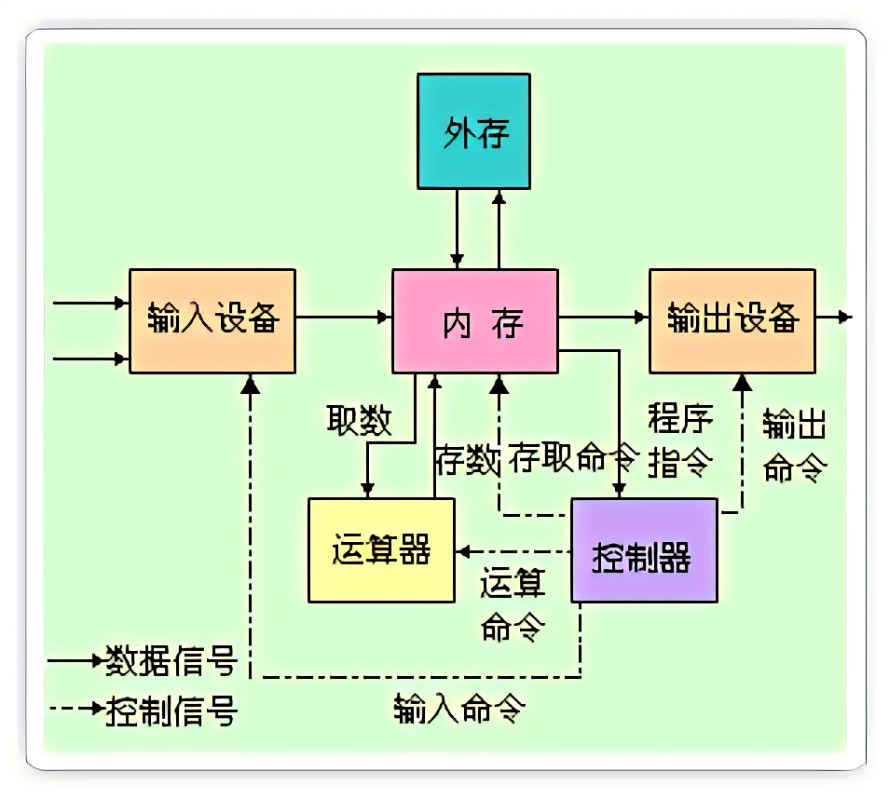 外存
输入设备
内 存
输出设备
取数
存数
存取命令
程序
指令
输出
命令
运算器
控制器
运算
命令
数据信号
控制信号
输入命令